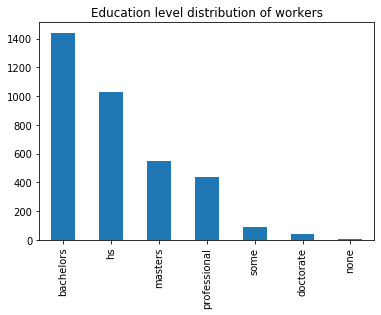 Education level distribution of workers
1400
1200
1000
800
600
400
200
0
bachelors
hs
masters
professional
some
doctorate
none